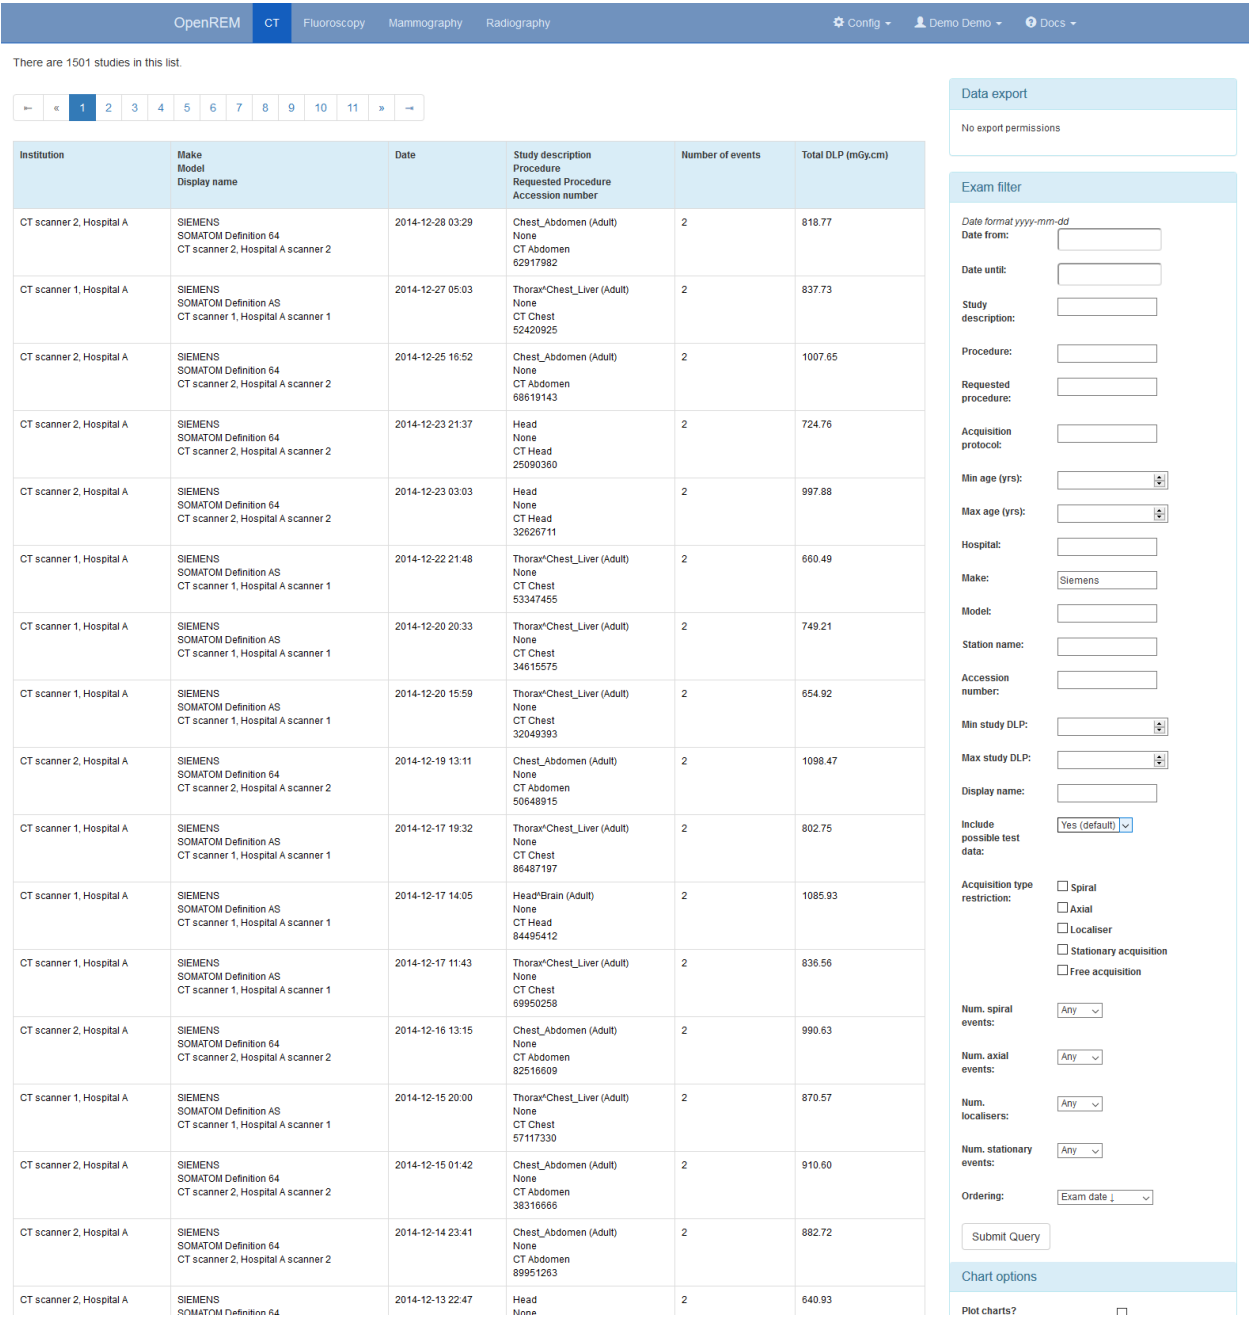 OpenREM CT Fluoroscopy Mammography Radiography Config Demo Demo Docs
There are 1501 studies in this list.
← « 1 2 3 4 5 6 7 8 9 10 11 » →
Institution
Make
Model
Display name
Date
Study description
Procedure
Requested Procedure
Accession number
Number of events
Total DLP (mGy.cm)
CT scanner 2, Hospital A
SIEMENS
SOMATOM Definition 64
CT scanner 2, Hospital A scanner 2
2014-12-28 03:29
Chest_Abdomen (Adult)
None
CT Abdomen
62917982
2
818.77
CT scanner 1, Hospital A
SIEMENS
SOMATOM Definition AS
CT scanner 1, Hospital A scanner 1
2014-12-27 05:03
Thorax^Chest_Liver (Adult)
None
CT Chest
52420925
2
837.73
CT scanner 2, Hospital A
SIEMENS
SOMATOM Definition 64
CT scanner 2, Hospital A scanner 2
2014-12-25 16:52
Chest_Abdomen (Adult)
None
CT Abdomen
68619143
2
1007.65
CT scanner 2, Hospital A
SIEMENS
SOMATOM Definition 64
CT scanner 2, Hospital A scanner 2
2014-12-23 21:37
Head
None
CT Head
25090360
2
724.76
CT scanner 2, Hospital A
SIEMENS
SOMATOM Definition 64
CT scanner 2, Hospital A scanner 2
2014-12-23 03:03
Head
None
CT Head
32626711
2
997.88
CT scanner 1, Hospital A
SIEMENS
SOMATOM Definition AS
CT scanner 1, Hospital A scanner 1
2014-12-22 21:48
Thorax^Chest_Liver (Adult)
None
CT Chest
53347455
2
660.49
CT scanner 1, Hospital A
SIEMENS
SOMATOM Definition AS
CT scanner 1, Hospital A scanner 1
2014-12-20 20:33
Thorax^Chest_Liver (Adult)
None
CT Chest
34615575
2
749.21
CT scanner 1, Hospital A
SIEMENS
SOMATOM Definition AS
CT scanner 1, Hospital A scanner 1
2014-12-20 15:59
Thorax^Chest_Liver (Adult)
None
CT Chest
32049393
2
654.92
CT scanner 2, Hospital A
SIEMENS
SOMATOM Definition 64
CT scanner 2, Hospital A scanner 2
2014-12-19 13:11
Chest_Abdomen (Adult)
None
CT Abdomen
50648915
2
1098.47
CT scanner 1, Hospital A
SIEMENS
SOMATOM Definition AS
CT scanner 1, Hospital A scanner 1
2014-12-17 19:32
Thorax^Chest_Liver (Adult)
None
CT Chest
86487197
2
802.75
CT scanner 1, Hospital A
SIEMENS
SOMATOM Definition AS
CT scanner 1, Hospital A scanner 1
2014-12-17 14:05
Head^Brain (Adult)
None
CT Head
84495412
2
1085.93
CT scanner 1, Hospital A
SIEMENS
SOMATOM Definition AS
CT scanner 1, Hospital A scanner 1
2014-12-17 11:43
Thorax^Chest_Liver (Adult)
None
CT Chest
69950258
2
836.56
CT scanner 2, Hospital A
SIEMENS
SOMATOM Definition 64
CT scanner 2, Hospital A scanner 2
2014-12-16 13:15
Chest_Abdomen (Adult)
None
CT Abdomen
82516609
2
990.63
CT scanner 1, Hospital A
SIEMENS
SOMATOM Definition AS
CT scanner 1, Hospital A scanner 1
2014-12-15 20:00
Thorax^Chest_Liver (Adult)
None
CT Chest
57117330
2
870.57
CT scanner 2, Hospital A
SIEMENS
SOMATOM Definition 64
CT scanner 2, Hospital A scanner 2
2014-12-15 01:42
Chest_Abdomen (Adult)
None
CT Abdomen
38316666
2
910.60
CT scanner 2, Hospital A
SIEMENS
SOMATOM Definition 64
CT scanner 2, Hospital A scanner 2
2014-12-14 23:41
Chest_Abdomen (Adult)
None
CT Abdomen
89951263
2
882.72
CT scanner 2, Hospital A
SIEMENS
SOMATOM Definition 64
2014-12-13 22:47
Head
None
2
640.93
Data export
No export permissions
Exam filter
Date format yyyy-mm-dd
Date from:
Date until:
Study
description:
Procedure:
Requested
procedure:
Acquisition
protocol:
Min age (yrs):
Max age (yrs):
Hospital:
Make: Siemens
Model:
Station name:
Accession
number:
Min study DLP:
Max study DLP:
Display name:
Include
possible test
data:
Yes (default)
Acquisition type
restriction:
Spiral
Axial
Localiser
Stationary acquisition
Free acquisition
Num. spiral
events:
Any
Num. axial
events:
Any
Num.
localisers:
Any
Num. stationary
events:
Any
Ordering: Exam date ↓
Submit Query
Chart options
Plot charts?